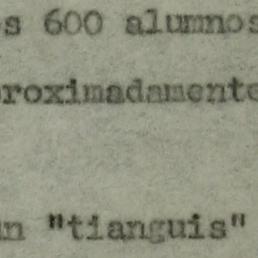 s 600 alumnos
roximadamente
n "tianguis"